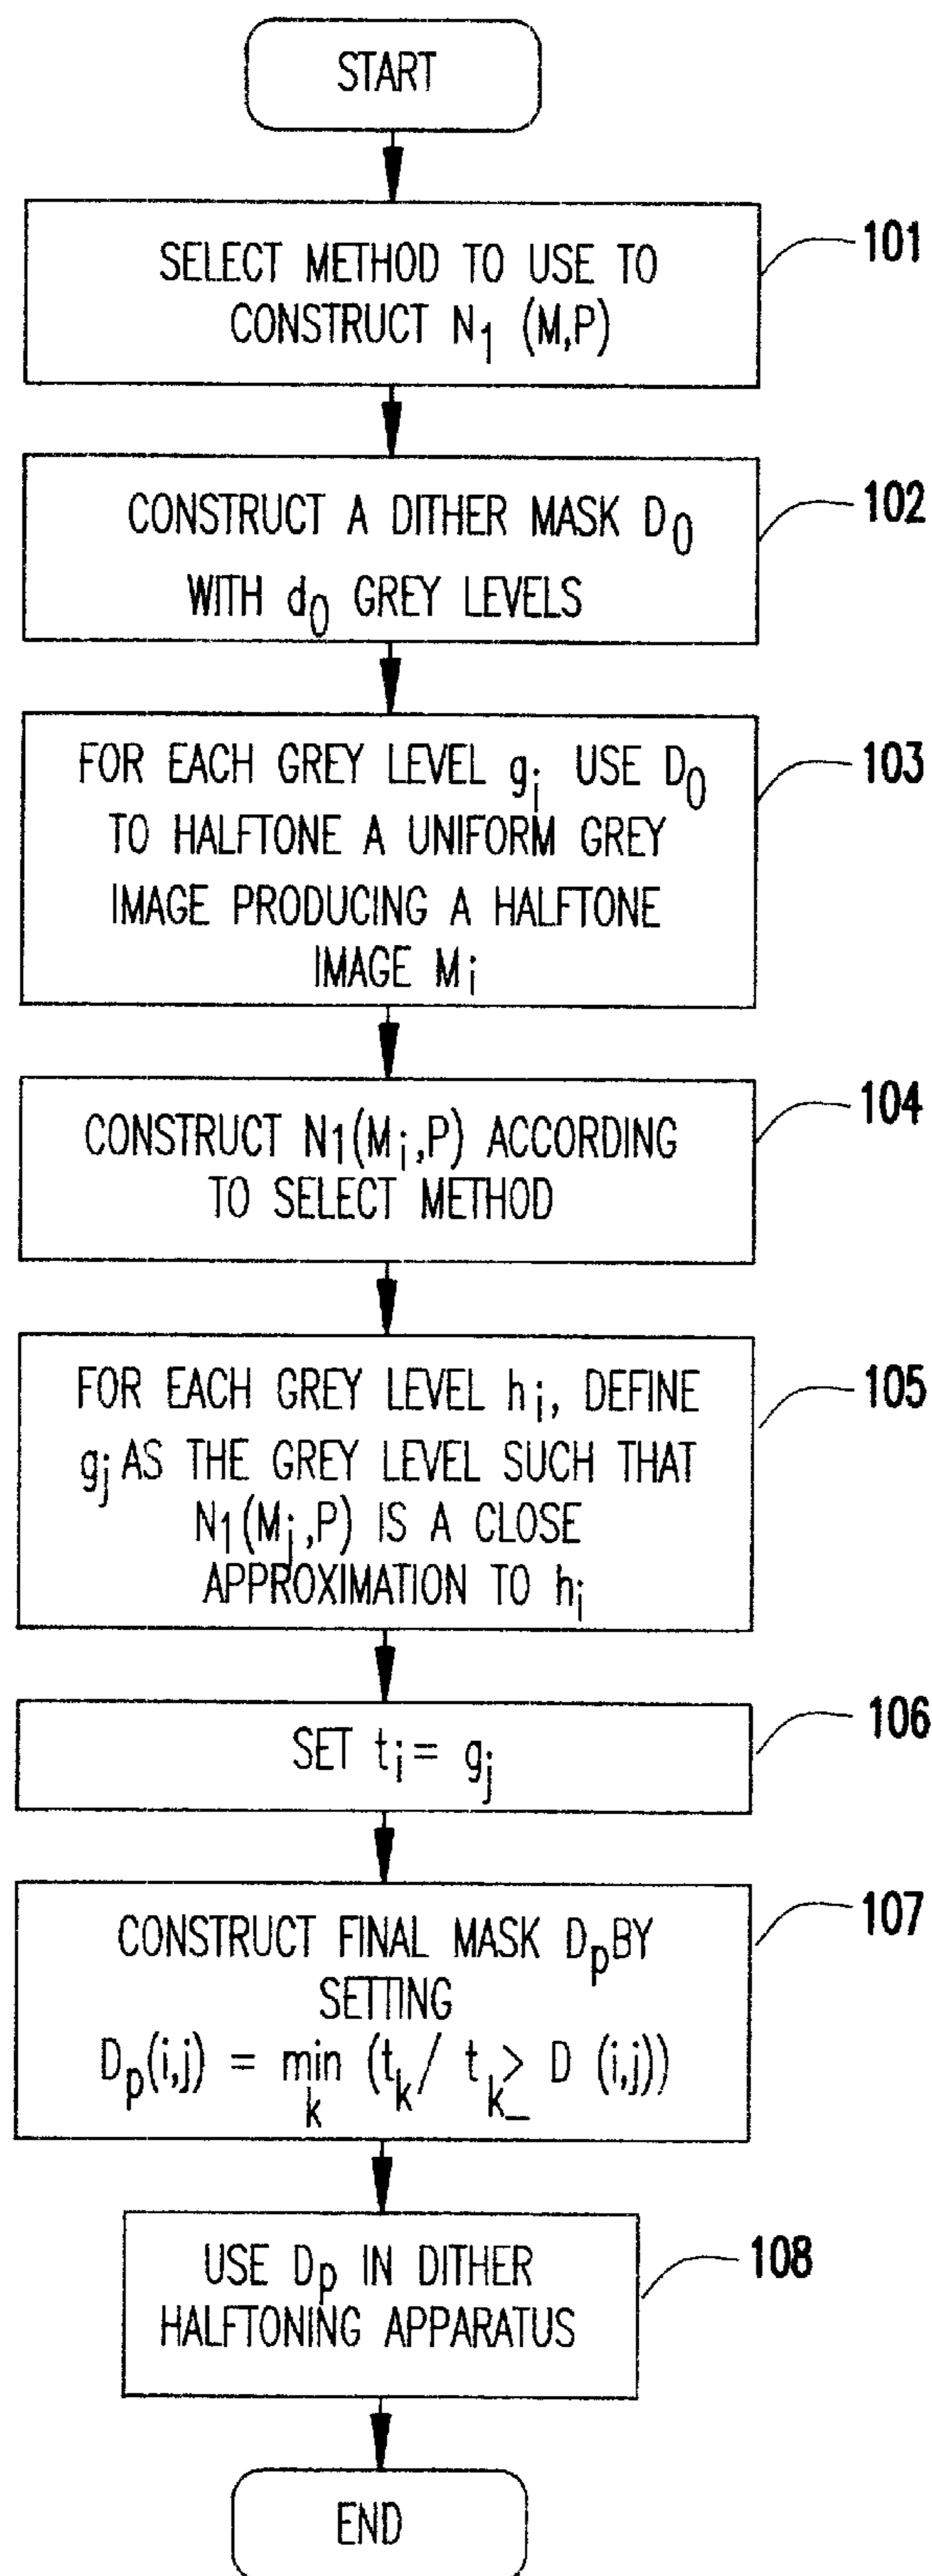 START
SELECT METHOD TO USE TO
CONSTRUCT N₁ (M,P)
101
CONSTRUCT A DITHER MASK D₀
WITH d₀ GREY LEVELS
102
FOR EACH GREY LEVEL gᵢ USE D₀
TO HALFTONE A UNIFORM GREY
IMAGE PRODUCING A HALFTONE
IMAGE Mᵢ
103
CONSTRUCT N₁(Mᵢ,P) ACCORDING
TO SELECT METHOD
104
FOR EACH GREY LEVEL hᵢ, DEFINE
gⱼ AS THE GREY LEVEL SUCH THAT
N₁(Mⱼ,P) IS A CLOSE
APPROXIMATION TO hᵢ
105
SET tᵢ = gⱼ
106
CONSTRUCT FINAL MASK Dₚ BY
SETTING
Dₚ(i,j) = min (tₖ/ tₖ ≥ D (i,j))
k
107
USE Dₚ IN DITHER
HALFTONING APPARATUS
108
END